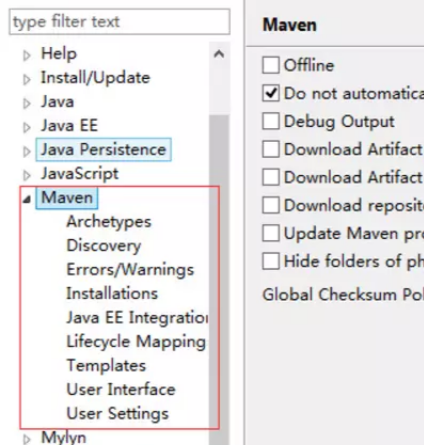 type filter text
Help
Install/Update
Java
Java EE
Java Persistence
JavaScript
Maven
Archetypes
Discovery
Errors/Warnings
Installations
Java EE Integration
Lifecycle Mapping
Templates
User Interface
User Settings
Mylyn
Maven
Offline
Do not automatica
Debug Output
Download Artifact
Download Artifact
Download reposit
Update Maven pro
Hide folders of ph
Global Checksum Pol